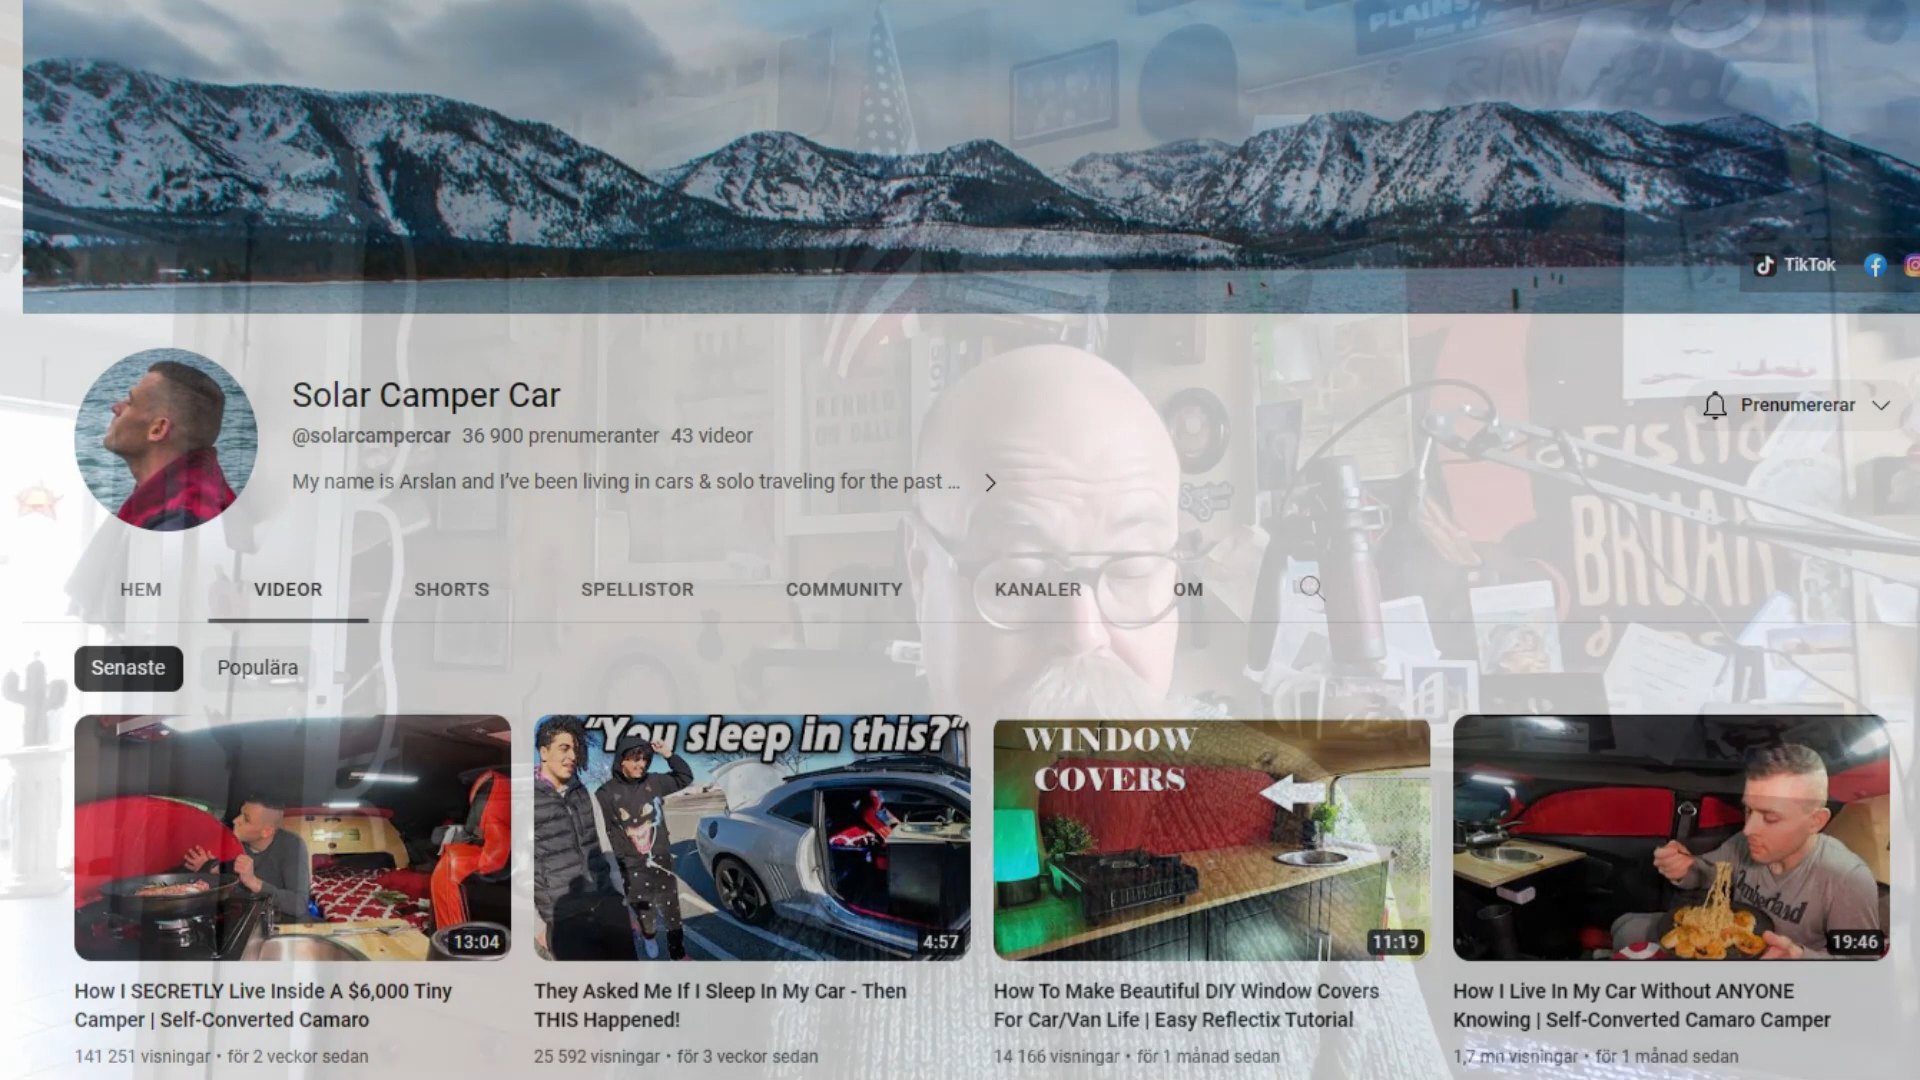 PLAINS,
TikTok
Solar Camper Car
@solarcampercar 36 900 prenumeranter 43 videor
Prenumererar
My name is Arslan and I've been living in cars & solo traveling for the past ...
BRUAN
HEM VIDEOR SHORTS SPELLISTOR COMMUNITY KANALER OM
Senaste Populära
"You sleep in this?"
WINDOW
COVERS
Timberland
13:04
4:57
11:19
19:46
How I SECRETLY Live Inside A $6,000 Tiny
Camper | Self-Converted Camaro
141 251 visningar • för 2 veckor sedan
They Asked Me If I Sleep In My Car - Then
THIS Happened!
25 592 visningar • för 3 veckor sedan
How To Make Beautiful DIY Window Covers
For Car/Van Life | Easy Reflectix Tutorial
14 166 visningar • för 1 månad sedan
How I Live In My Car Without ANYONE
Knowing | Self-Converted Camaro Camper
1,7 mn visningar • för 1 månad sedan